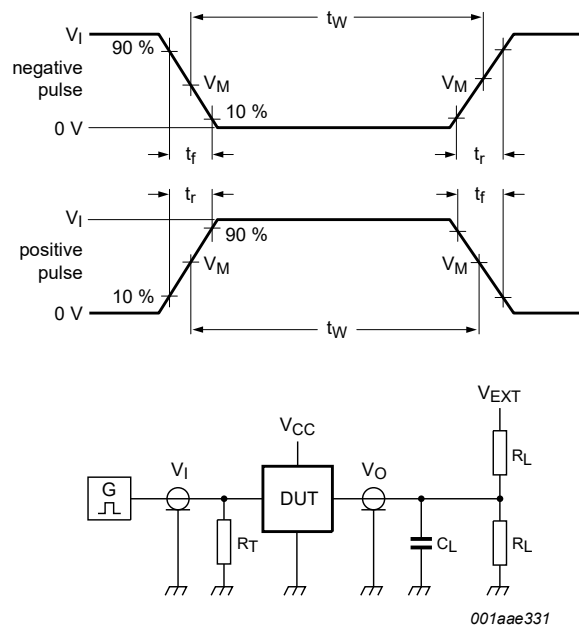 V_I
t_W
90 %
negative
pulse
V_M
V_M
10 %
0 V
t_f
t_r
t_r
t_f
V_I
90 %
positive
pulse
V_M
V_M
10 %
0 V
t_W
V_EXT
V_CC
R_L
V_I
V_O
G
DUT
R_T
C_L
R_L
001aae331